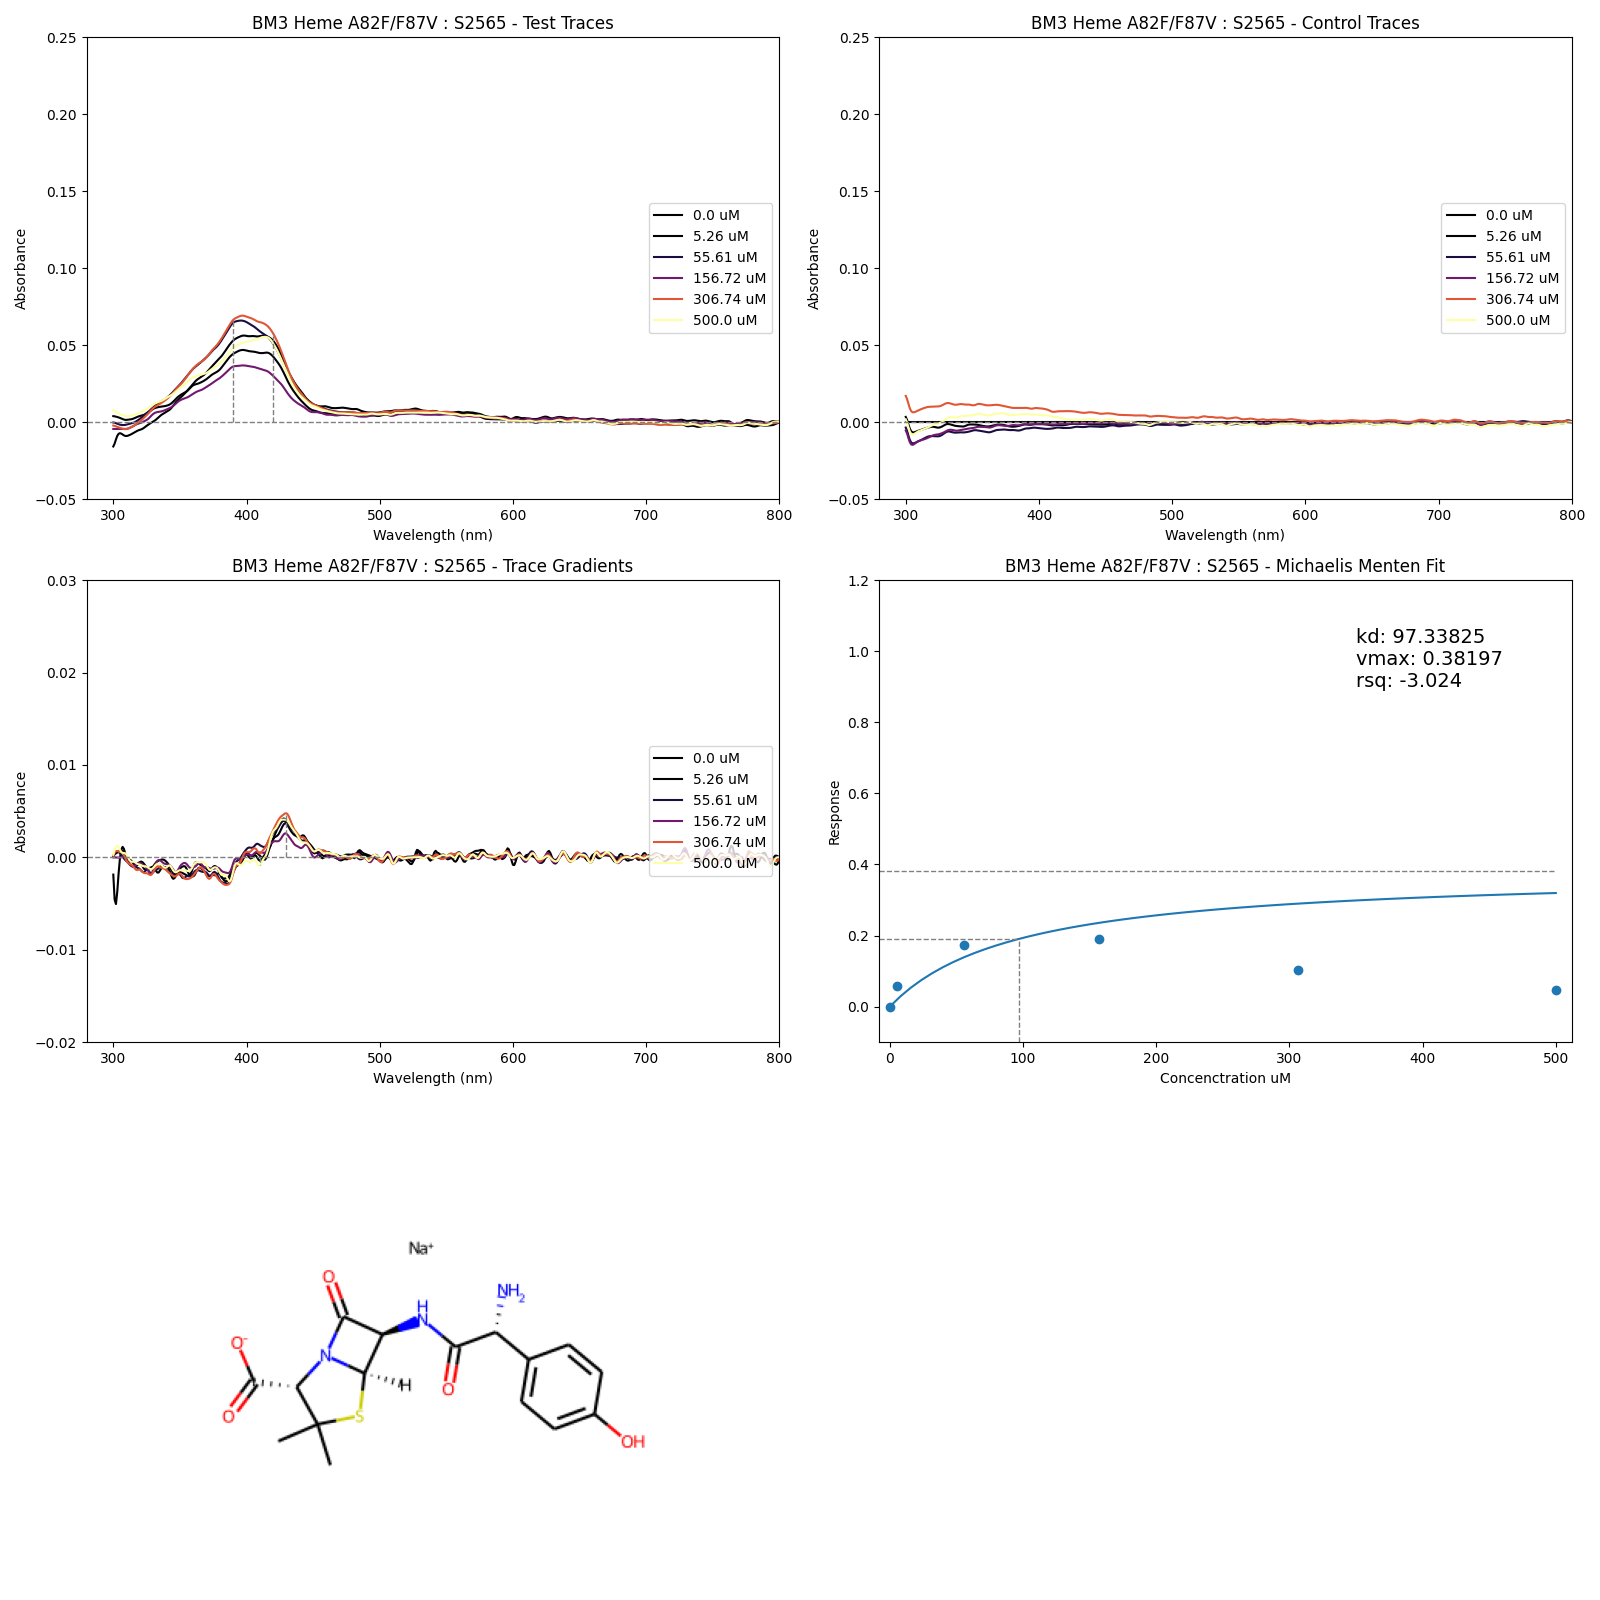 BM3 Heme A82F/F87V : S2565 - Test Traces
0.25
0.20
0.15
0.10
0.05
0.00
−0.05
Absorbance
300 400 500 600 700 800
Wavelength (nm)
0.0 uM
5.26 uM
55.61 uM
156.72 uM
306.74 uM
500.0 uM
BM3 Heme A82F/F87V : S2565 - Control Traces
0.25
0.20
0.15
0.10
0.05
0.00
−0.05
Absorbance
300 400 500 600 700 800
Wavelength (nm)
0.0 uM
5.26 uM
55.61 uM
156.72 uM
306.74 uM
500.0 uM
BM3 Heme A82F/F87V : S2565 - Trace Gradients
0.03
0.02
0.01
0.00
−0.01
−0.02
Absorbance
300 400 500 600 700 800
Wavelength (nm)
0.0 uM
5.26 uM
55.61 uM
156.72 uM
306.74 uM
500.0 uM
BM3 Heme A82F/F87V : S2565 - Michaelis Menten Fit
1.2
1.0
0.8
0.6
0.4
0.2
0.0
Response
0 100 200 300 400 500
Concenctration uM
kd: 97.33825
vmax: 0.38197
rsq: -3.024
Na+
O
NH2
H
N
O-
N
H
O
O
S
OH